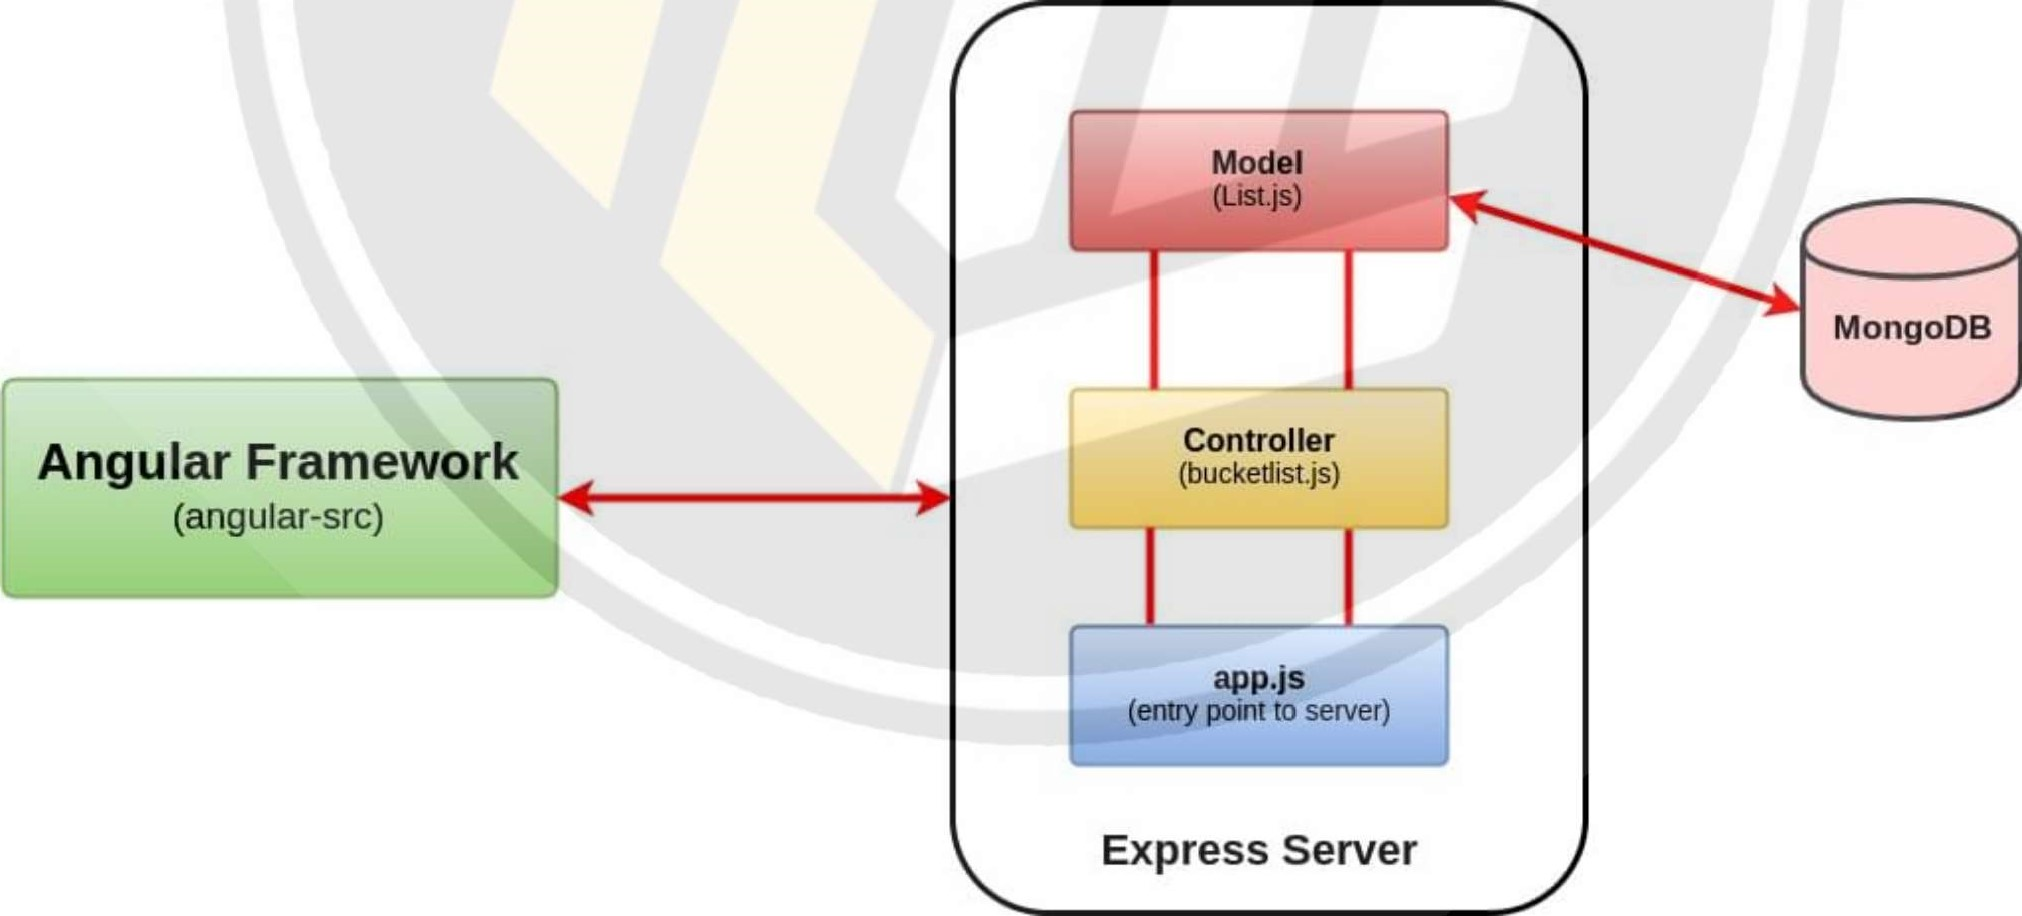 Model
(List.js)
MongoDB
Controller
(bucketlist.js)
Angular Framework
(angular-src)
app.js
(entry point to server)
Express Server